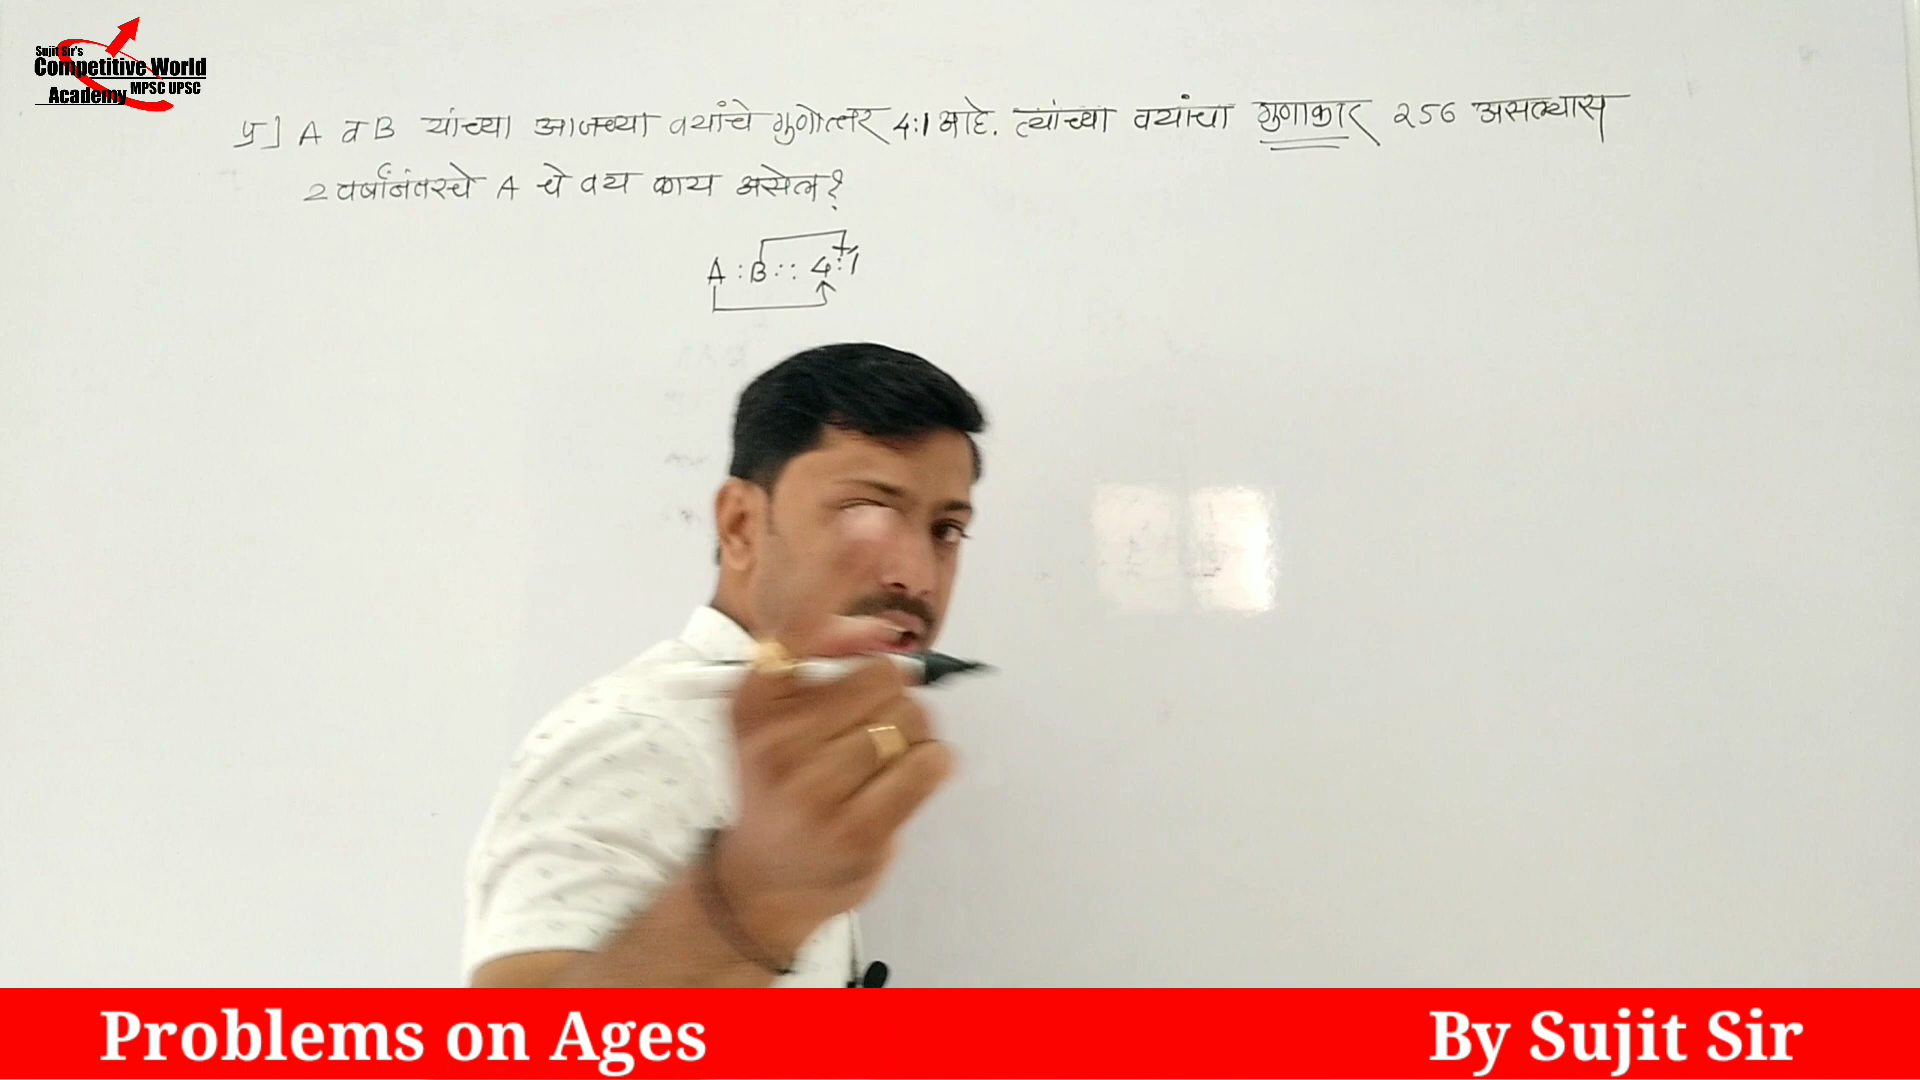 Sujit Sir's
Competitive World
Academy MPSC UPSC
प्र] A व B यांच्या आजच्या वयांचे गुणोत्तर 4:1 आहे. त्यांच्या वयांचा गुणाकार 256 असल्यास
2 वर्षानंतरचे A चे वय काय असेल?
A : B :: 4 : 1
Problems on Ages
By Sujit Sir